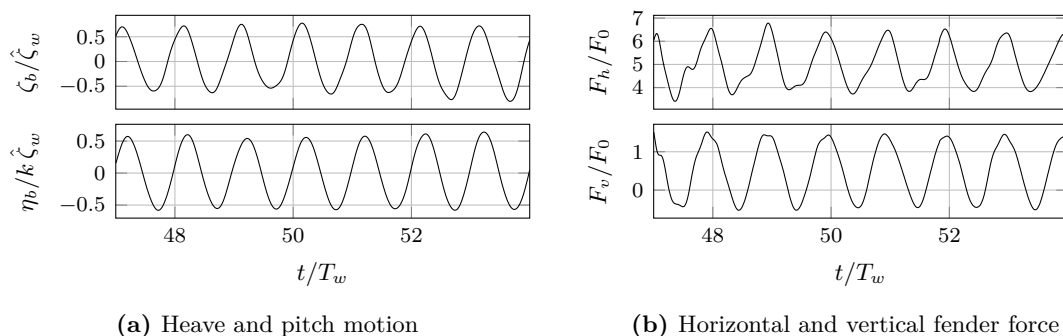 ζ_b/ζ̂_w
0.5
0
−0.5
η_b/k ζ̂_w
0.5
0
−0.5
48 50 52
t/T_w
(a) Heave and pitch motion
F_h/F_0
7
6
5
4
F_v/F_0
1
0
48 50 52
t/T_w
(b) Horizontal and vertical fender force